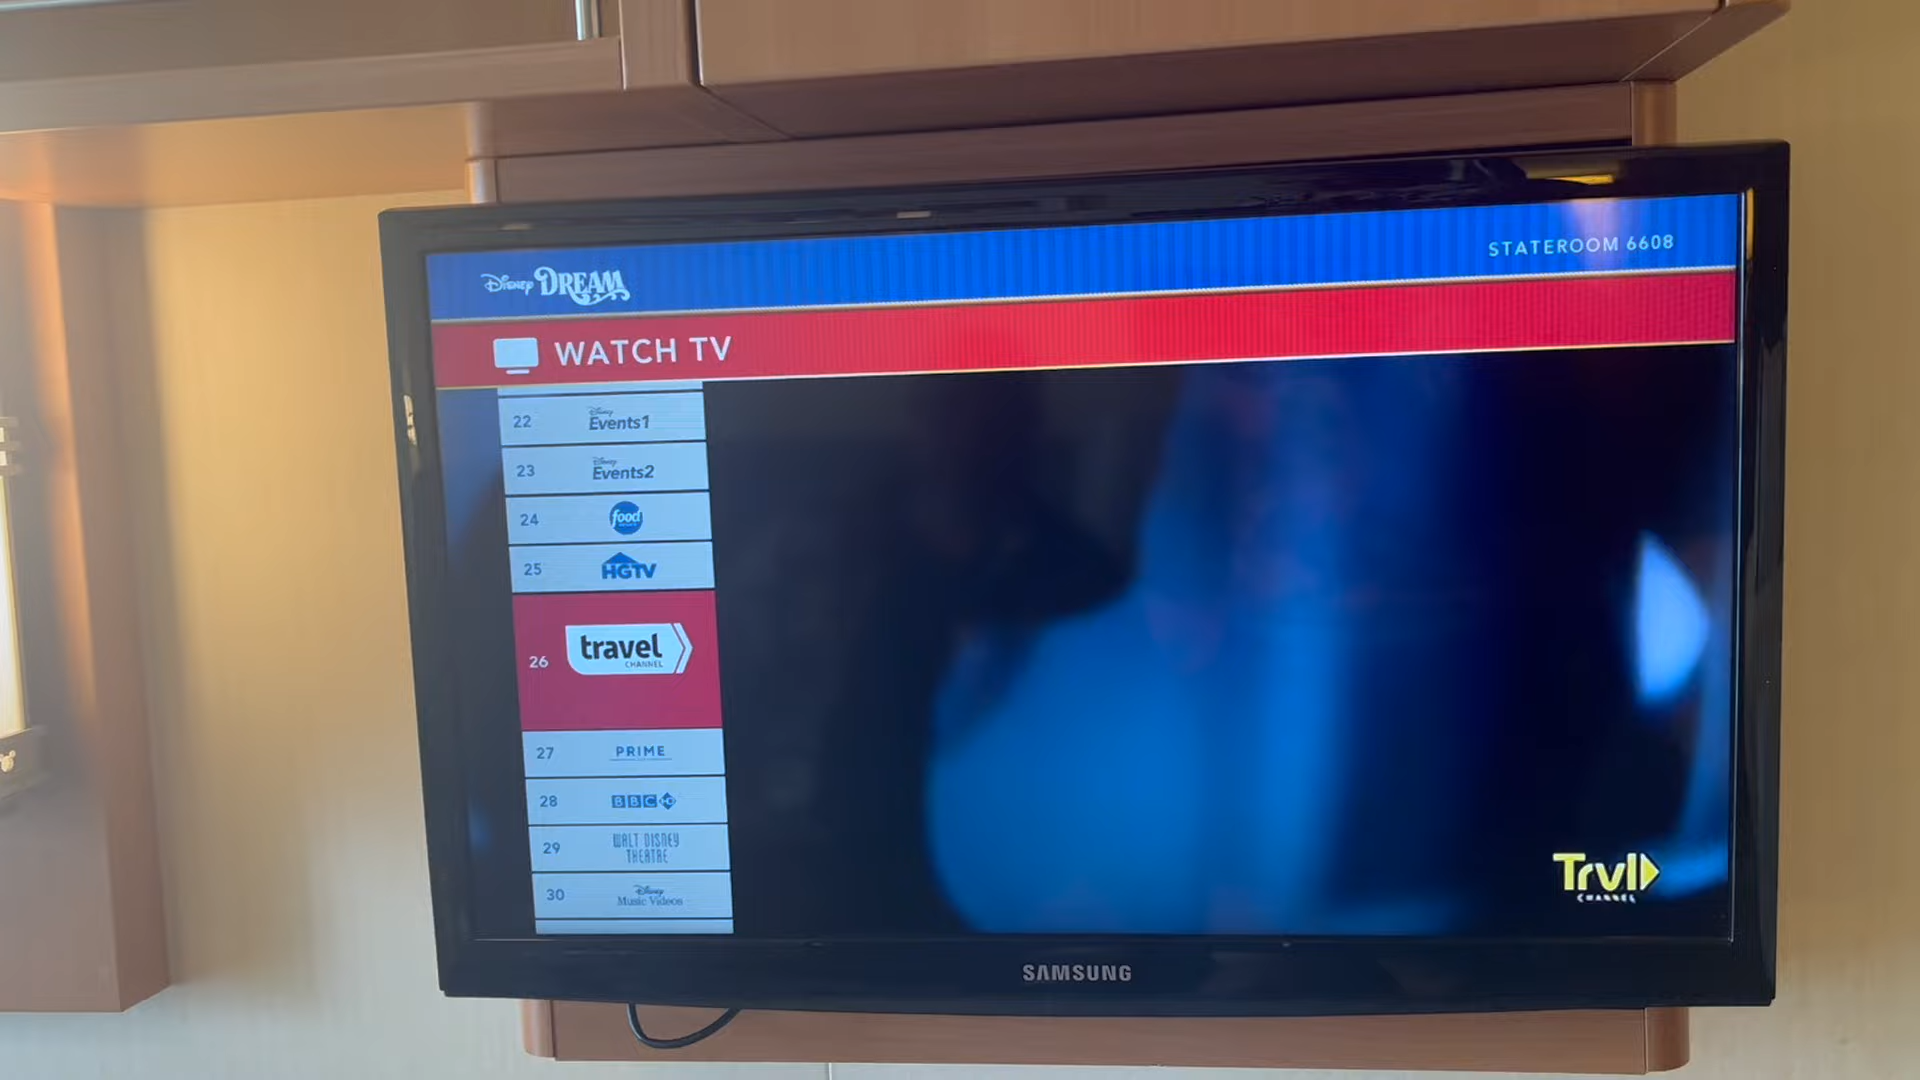 STATEROOM 6608
Disney DREAM
WATCH TV
22 Disney Events1
23 Disney Events2
24 food
25 HGTV
26 travel
CHANNEL
27 PRIME
28 BBC HD
29 WALT DISNEY
THEATRE
30 Disney
Music Videos
Trvl
CHANNEL
SAMSUNG